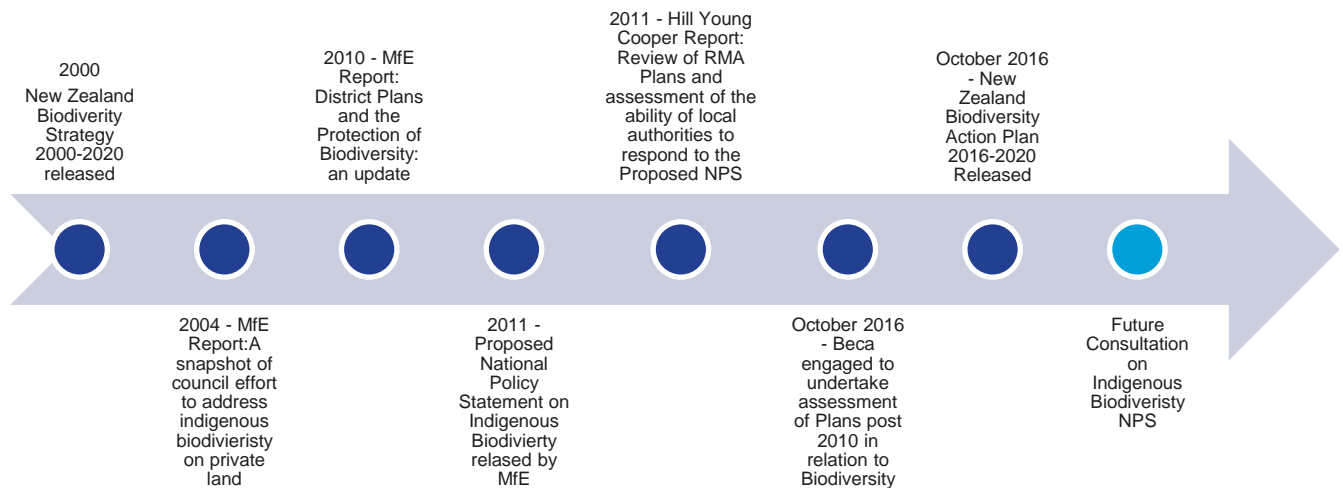 2000
New Zealand
Biodiverity
Strategy
2000-2020
released
2004 - MfE
Report:A
snapshot of
council effort
to address
indigenous
biodivieristy
on private
land
2010 - MfE
Report:
District Plans
and the
Protection of
Biodiversity:
an update
2011 -
Proposed
National
Policy
Statement on
Indigenous
Biodivierty
relased by
MfE
2011 - Hill Young
Cooper Report:
Review of RMA
Plans and
assessment of the
ability of local
authorities to
respond to the
Proposed NPS
October 2016
- Beca
engaged to
undertake
assessment
of Plans post
2010 in
relation to
Biodiversity
October 2016
- New
Zealand
Biodiversity
Action Plan
2016-2020
Released
Future
Consultation
on
Indigenous
Biodiveristy
NPS